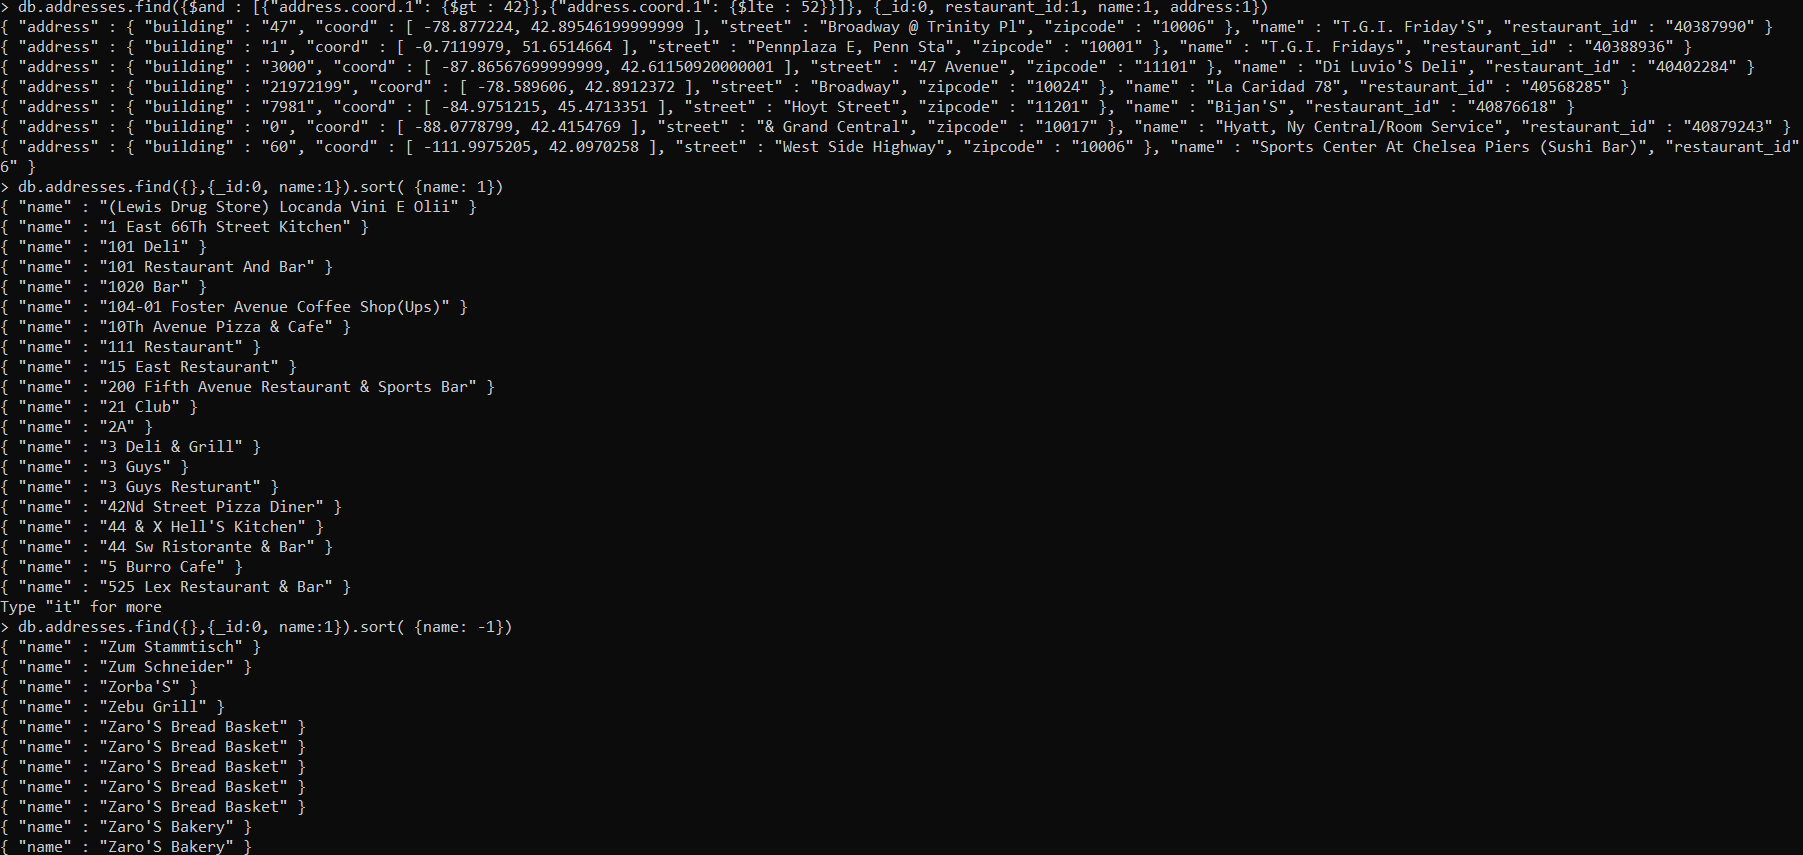 > db.addresses.find({$and : [{"address.coord.1": {$gt : 42}},{"address.coord.1": {$lte : 52}}]}, {_id:0, restaurant_id:1, name:1, address:1})
{ "address" : { "building" : "47", "coord" : [ -78.877224, 42.89546199999999 ], "street" : "Broadway @ Trinity Pl", "zipcode" : "10006" }, "name" : "T.G.I. Friday'S", "restaurant_id" : "40387990" }
{ "address" : { "building" : "1", "coord" : [ -0.7119979, 51.6514664 ], "street" : "Pennplaza E, Penn Sta", "zipcode" : "10001" }, "name" : "T.G.I. Fridays", "restaurant_id" : "40388936" }
{ "address" : { "building" : "3000", "coord" : [ -87.86567699999999, 42.61150920000001 ], "street" : "47 Avenue", "zipcode" : "11101" }, "name" : "Di Luvio'S Deli", "restaurant_id" : "40402284" }
{ "address" : { "building" : "21972199", "coord" : [ -78.589606, 42.8912372 ], "street" : "Broadway", "zipcode" : "10024" }, "name" : "La Caridad 78", "restaurant_id" : "40568285" }
{ "address" : { "building" : "7981", "coord" : [ -84.9751215, 45.4713351 ], "street" : "Hoyt Street", "zipcode" : "11201" }, "name" : "Bijan'S", "restaurant_id" : "40876618" }
{ "address" : { "building" : "0", "coord" : [ -88.0778799, 42.4154769 ], "street" : "& Grand Central", "zipcode" : "10017" }, "name" : "Hyatt, Ny Central/Room Service", "restaurant_id" : "40879243" }
{ "address" : { "building" : "60", "coord" : [ -111.9975205, 42.0970258 ], "street" : "West Side Highway", "zipcode" : "10006" }, "name" : "Sports Center At Chelsea Piers (Sushi Bar)", "restaurant_id"
6" }
> db.addresses.find({},{_id:0, name:1}).sort( {name: 1})
{ "name" : "(Lewis Drug Store) Locanda Vini E Olii" }
{ "name" : "1 East 66Th Street Kitchen" }
{ "name" : "101 Deli" }
{ "name" : "101 Restaurant And Bar" }
{ "name" : "1020 Bar" }
{ "name" : "104-01 Foster Avenue Coffee Shop(Ups)" }
{ "name" : "10Th Avenue Pizza & Cafe" }
{ "name" : "111 Restaurant" }
{ "name" : "15 East Restaurant" }
{ "name" : "200 Fifth Avenue Restaurant & Sports Bar" }
{ "name" : "21 Club" }
{ "name" : "2A" }
{ "name" : "3 Deli & Grill" }
{ "name" : "3 Guys" }
{ "name" : "3 Guys Resturant" }
{ "name" : "42Nd Street Pizza Diner" }
{ "name" : "44 & X Hell'S Kitchen" }
{ "name" : "44 Sw Ristorante & Bar" }
{ "name" : "5 Burro Cafe" }
{ "name" : "525 Lex Restaurant & Bar" }
Type "it" for more
> db.addresses.find({},{_id:0, name:1}).sort( {name: -1})
{ "name" : "Zum Stammtisch" }
{ "name" : "Zum Schneider" }
{ "name" : "Zorba'S" }
{ "name" : "Zebu Grill" }
{ "name" : "Zaro'S Bread Basket" }
{ "name" : "Zaro'S Bread Basket" }
{ "name" : "Zaro'S Bread Basket" }
{ "name" : "Zaro'S Bread Basket" }
{ "name" : "Zaro'S Bread Basket" }
{ "name" : "Zaro'S Bakery" }
{ "name" : "Zaro'S Bakery" }